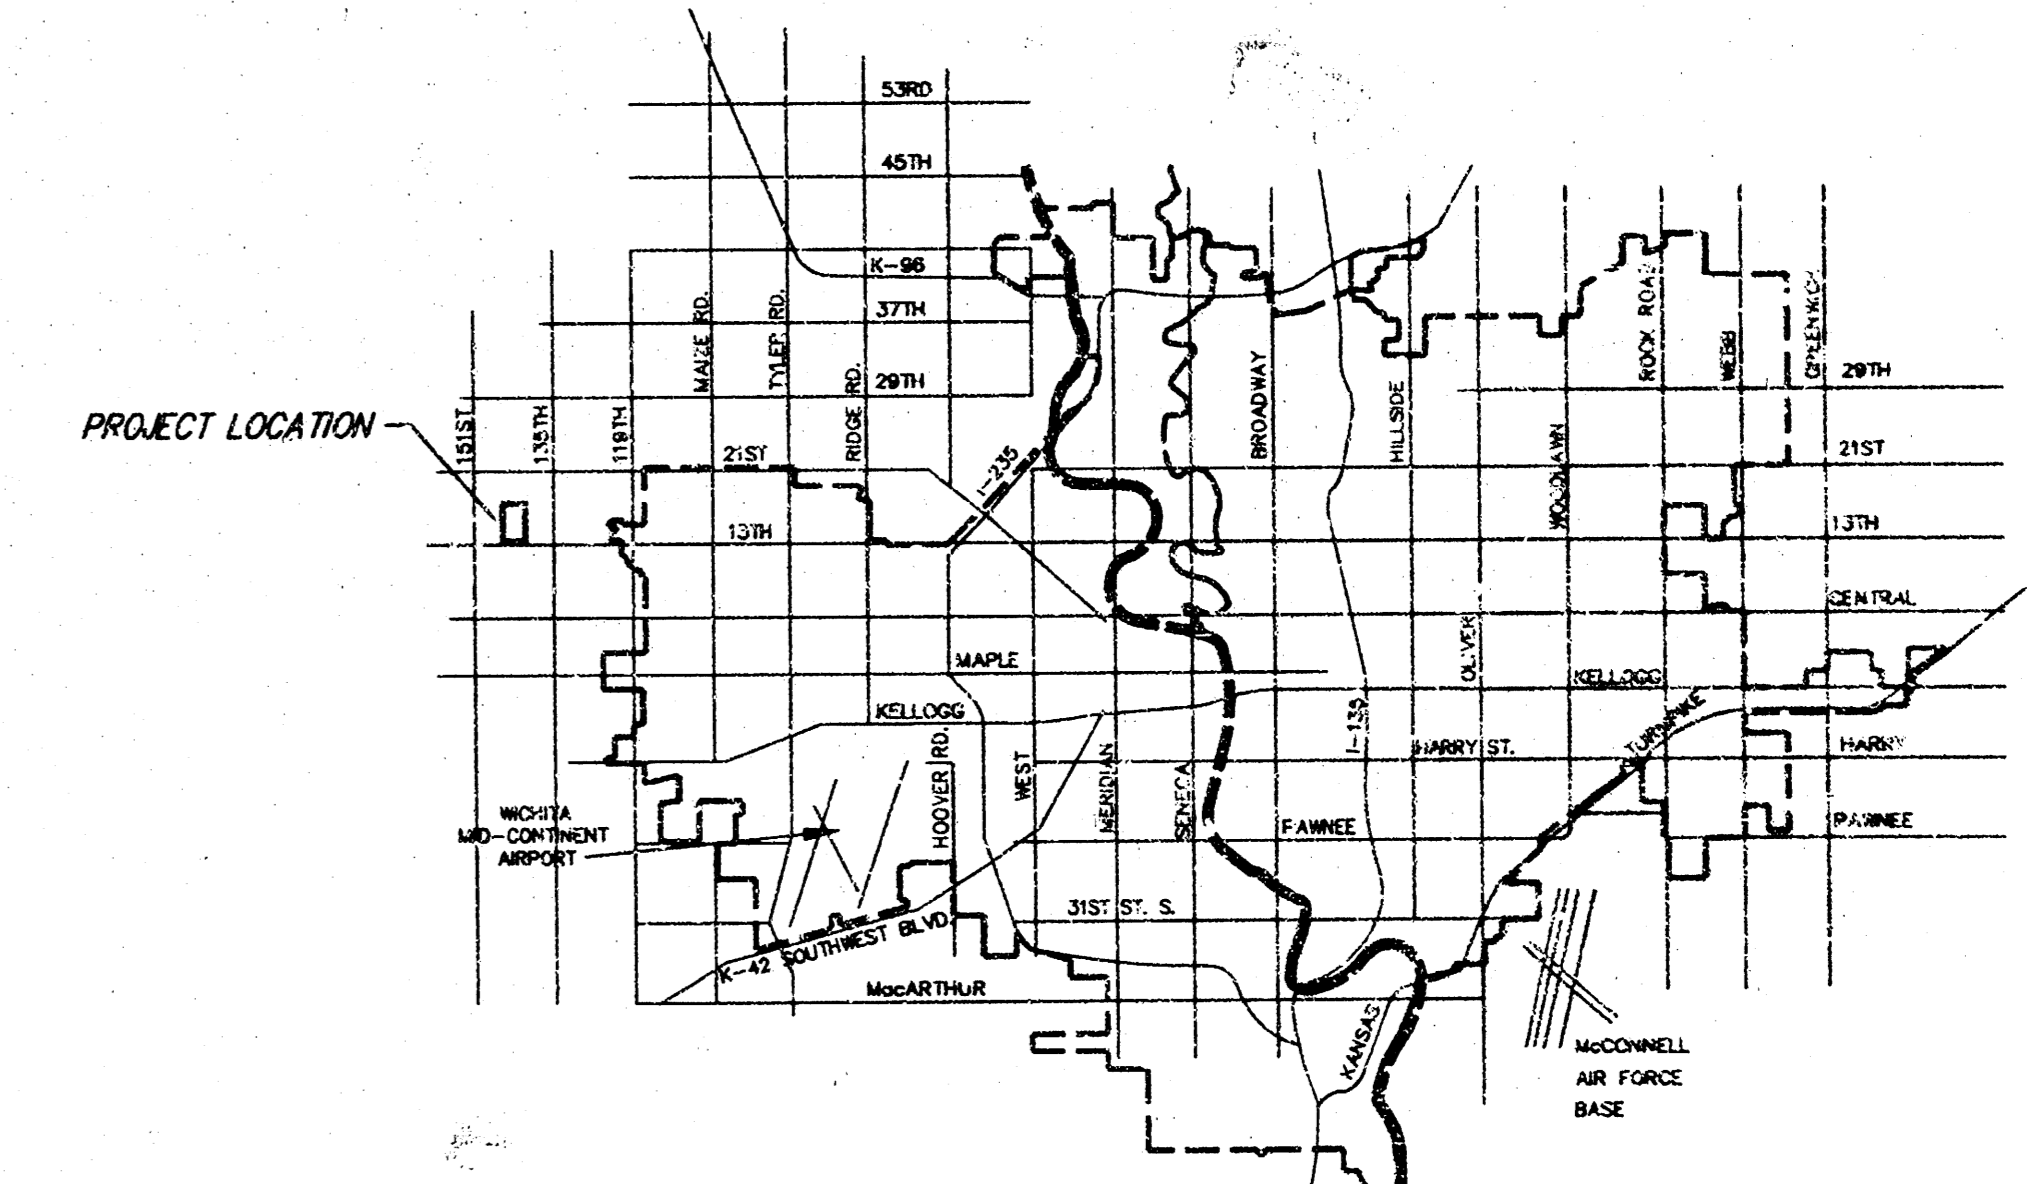 53RD
45TH
K-96
37TH
29TH
MAIZE RD.
TYLER RD.
RIDGE RD.
PROJECT LOCATION
151ST
135TH
119TH
21ST
I-235
13TH
BROADWAY
HILLSIDE
WOODLAWN
ROCK ROAD
WEBB
29TH
21ST
13TH
CENTRAL
OLIVER
MAPLE
KELLOGG
KELLOGG
TURNPIKE
I-135
HARRY ST.
HARRY
HOOVER RD.
WEST
MERIDIAN
SENECA
PAWNEE
PAWNEE
WICHITA
MID-CONTINENT
AIRPORT
31ST ST. S.
K-42 SOUTHWEST BLVD.
MacARTHUR
KANSAS
McCONNELL
AIR FORCE
BASE